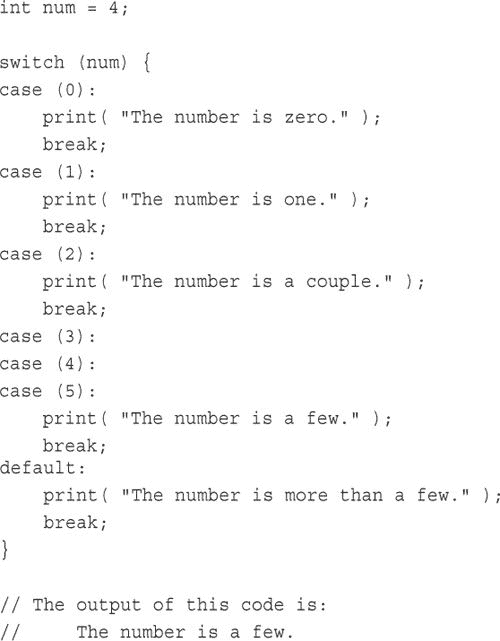 int num = 4;

switch (num) {
case (0):
    print( "The number is zero." );
    break;
case (1):
    print( "The number is one." );
    break;
case (2):
    print( "The number is a couple." );
    break;
case (3):
case (4):
case (5):
    print( "The number is a few." );
    break;
default:
    print( "The number is more than a few." );
    break;
}

// The output of this code is:
//     The number is a few.